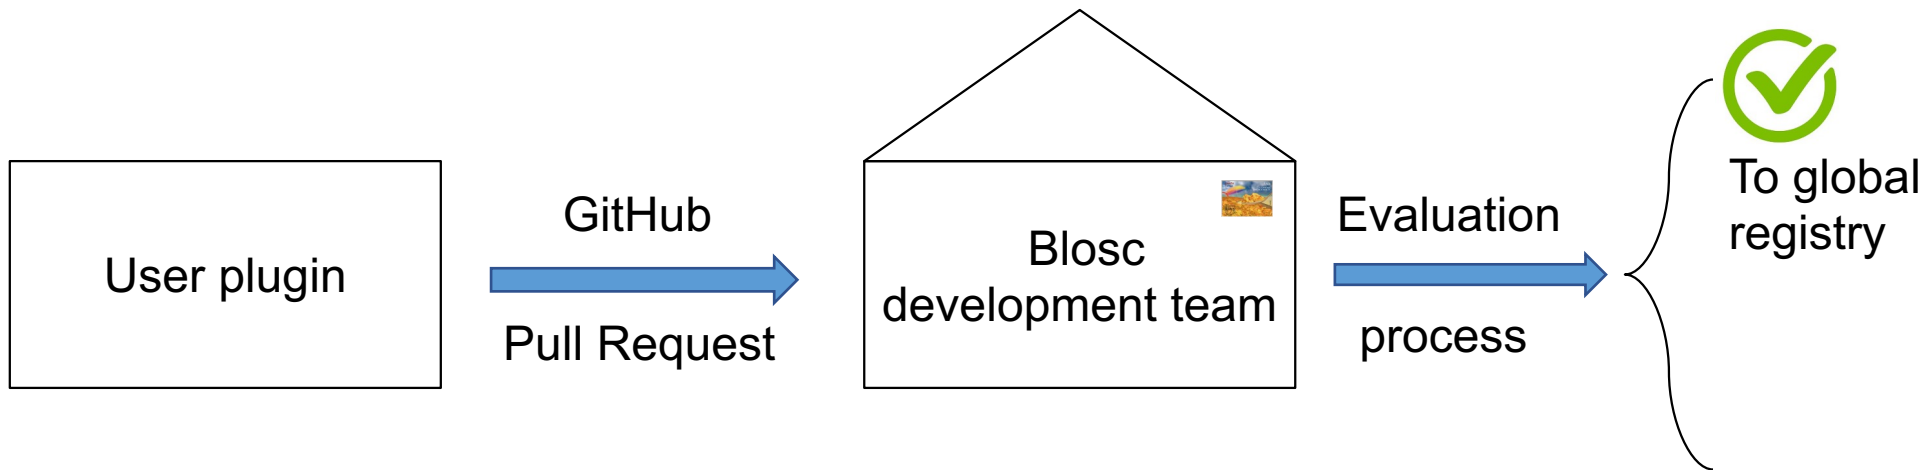 User plugin
GitHub
Pull Request
Blosc
development team
Evaluation
process
To global
registry